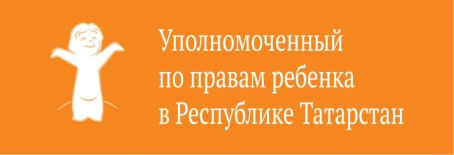 Уполномоченный
по правам ребенка
в Республике Татарстан